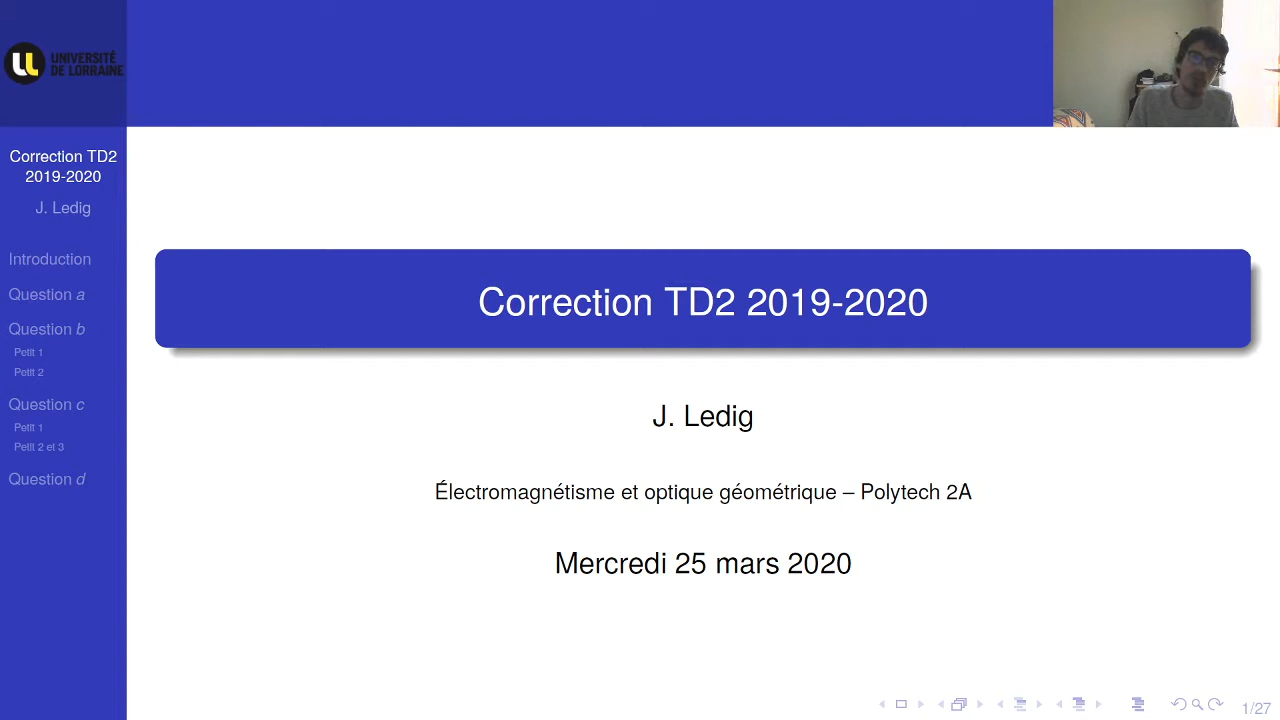 UNIVERSITÉ
DE LORRAINE
Correction TD2
2019-2020
J. Ledig
Introduction
Question a
Question b
Petit 1
Petit 2
Question c
Petit 1
Petit 2 et 3
Question d
Correction TD2 2019-2020
J. Ledig
Électromagnétisme et optique géométrique – Polytech 2A
Mercredi 25 mars 2020
1/27